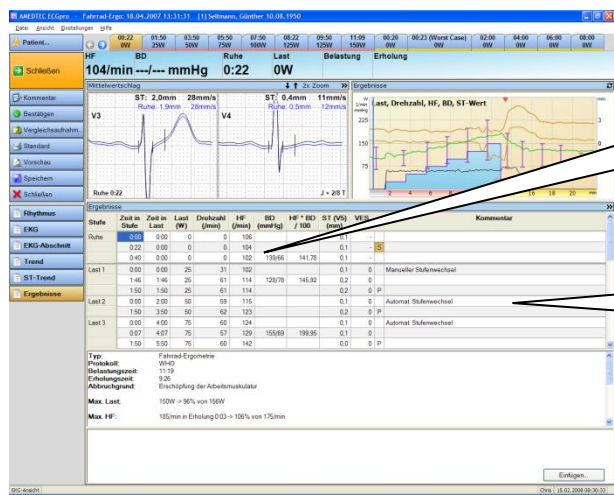 AMEDTEC ECGpro - Fahrrad-Ergo: 18.04.2007 13:31:31 [1] Seltmann, Günther 10.08.1950
Datei Ansicht Einstellungen Hilfe
Patient...
00:22 01:50 03:50 05:50 07:50 08:22 09:50 11:09 00:20 00:23 (Worst Case) 02:00 04:00 06:00 08:00
0W 25W 50W 75W 100W 125W 125W 150W 0W 0W 0W 0W 0W 0W
HF BD Ruhe Last Belastung Erholung
104/min ---/--- mmHg 0:22 0W
Schließen
Kommentar
Bestätigen
Vergleichsaufnahm..
Standard
Vorschau
Speichern
Schließen
Rhythmus
EKG
EKG-Abschnitt
Trend
ST-Trend
Ergebnisse
Mittelwertschlag 2x Zoom
ST: 2,0mm 28mm/s ST: 0,4mm 11mm/s
Ruhe: 1,9mm 28mm/s Ruhe: 0,5mm 12mm/s
V3 V4
Ruhe 0:22 J + 2/8 T
Ergebnisse
Last, Drehzahl, HF, BD, ST-Wert
225
150
75
2 4 6 16 18 20
Ergebnisse
Stufe Zeit in Stufe Zeit in Last Last (W) Drehzahl (/min) HF (/min) BD (mmHg) HF * BD / 100 ST (V5) (mm) VES Kommentar
Ruhe 0:00 0:00 0 0 106 0,1 -
0:22 0:00 0 0 104 0,1 - S
0:40 0:00 0 0 102 139/66 141,78 0,1 -
Last 1 0:00 0:00 25 31 102 0,1 0 Manueller Stufenwechsel
1:46 1:46 25 61 114 128/78 145,92 0,2 0
1:50 1:50 25 61 114 0,2 0 P
Last 2 0:00 2:00 50 59 115 0,1 0 Automat. Stufenwechsel
1:50 3:50 50 62 123 0,2 0 P
Last 3 0:00 4:00 75 60 124 0,1 0 Automat. Stufenwechsel
0:07 4:07 75 57 129 155/69 199,95 0,1 0
1:50 5:50 75 60 142 0,0 0 P
Typ: Fahrrad-Ergometrie
Protokoll: WHO
Belastungszeit: 11:19
Erholungszeit: 9:26
Abbruchgrund: Erschöpfung der Arbeitsmuskulatur
Max. Last: 150W -> 96% von 156W
Max. HF: 185/min in Erholung 0:03 -> 106% von 175/min
Einfügen...
EKG-Ansicht Chris 15.02.2008 08:30:33